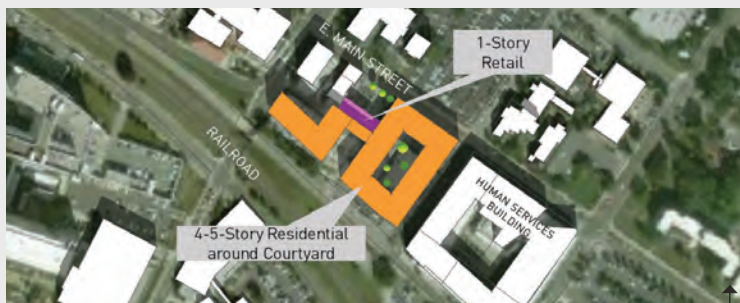 E. MAIN STREET
1-Story
Retail
RAILROAD
HUMAN SERVICES
BUILDING
4-5-Story Residential
around Courtyard